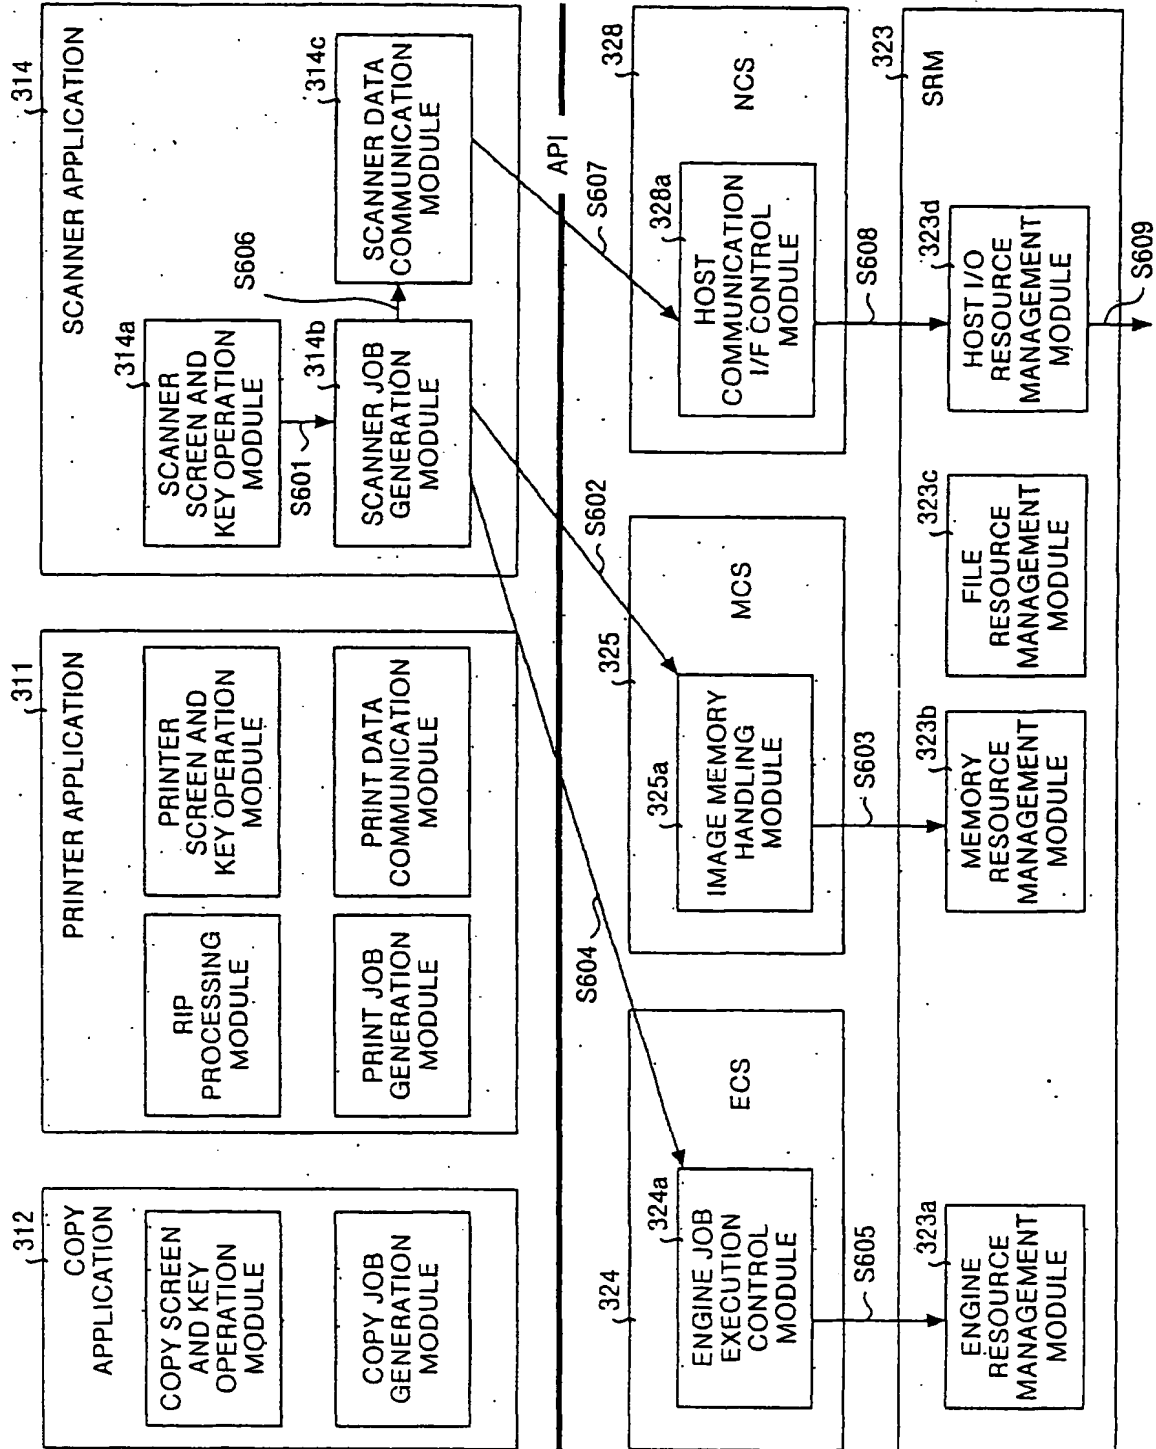 312
COPY
APPLICATION
COPY SCREEN
AND KEY
OPERATION
MODULE
COPY JOB
GENERATION
MODULE
311
PRINTER APPLICATION
RIP
PROCESSING
MODULE
PRINTER
SCREEN AND
KEY OPERATION
MODULE
PRINT JOB
GENERATION
MODULE
PRINT DATA
COMMUNICATION
MODULE
314
SCANNER APPLICATION
314a
SCANNER
SCREEN AND
KEY OPERATION
MODULE
S601
314b
SCANNER JOB
GENERATION
MODULE
S606
314c
SCANNER DATA
COMMUNICATION
MODULE
API
S604
S602
S607
324
ECS
324a
ENGINE JOB
EXECUTION
CONTROL
MODULE
325
MCS
325a
IMAGE MEMORY
HANDLING
MODULE
328
NCS
328a
HOST
COMMUNICATION
I/F CONTROL
MODULE
S605
S603
S608
323
SRM
323a
ENGINE
RESOURCE
MANAGEMENT
MODULE
323b
MEMORY
RESOURCE
MANAGEMENT
MODULE
323c
FILE
RESOURCE
MANAGEMENT
MODULE
323d
HOST I/O
RESOURCE
MANAGEMENT
MODULE
S609